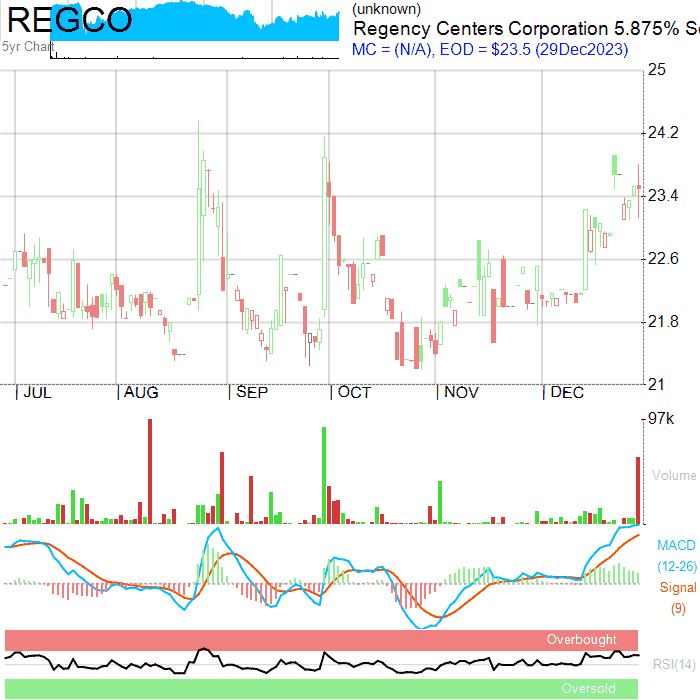 REGCO
5yr Chart
(unknown)
Regency Centers Corporation 5.875% S
MC = (N/A), EOD = $23.5 (29Dec2023)
25
24.2
23.4
22.6
21.8
21
JUL AUG SEP OCT NOV DEC
97k
Volume
MACD
(12-26)
Signal
(9)
Overbought
RSI(14)
Oversold